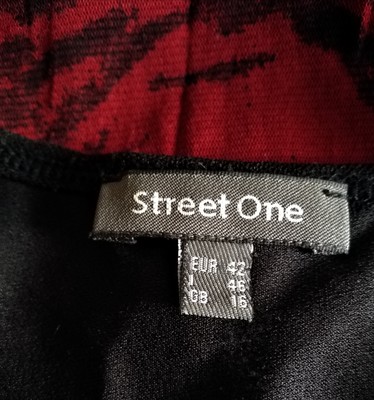 Street One
EUR 42
I 46
GB 16